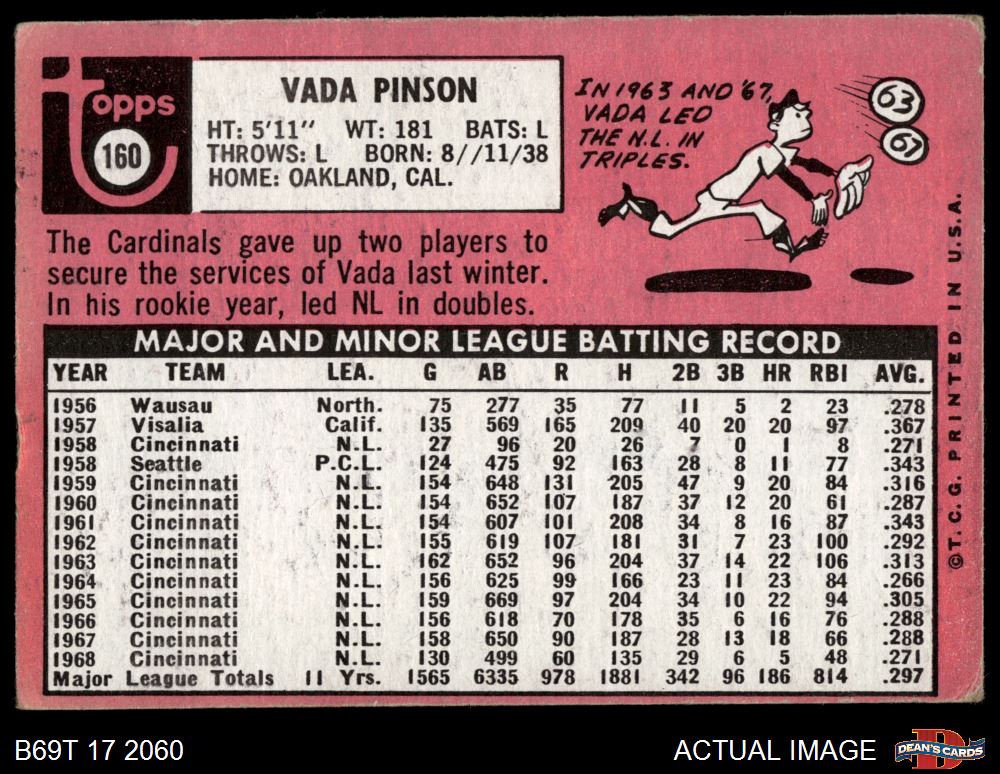 topps
160
VADA PINSON
HT: 5'11" WT: 181 BATS: L
THROWS: L BORN: 8//11/38
HOME: OAKLAND, CAL.
IN 1963 AND '67,
VADA LED
THE N.L. IN
TRIPLES.
63
67
The Cardinals gave up two players to
secure the services of Vada last winter.
In his rookie year, led NL in doubles.
MAJOR AND MINOR LEAGUE BATTING RECORD
YEAR TEAM LEA. G AB R H 2B 3B HR RBI AVG.
1956 Wausau North. 75 277 35 77 11 5 2 23 .278
1957 Visalia Calif. 135 569 165 209 40 20 20 97 .367
1958 Cincinnati N.L. 27 96 20 26 7 0 1 8 .271
1958 Seattle P.C.L. 124 475 92 163 28 8 11 77 .343
1959 Cincinnati N.L. 154 648 131 205 47 9 20 84 .316
1960 Cincinnati N.L. 154 652 107 187 37 12 20 61 .287
1961 Cincinnati N.L. 154 607 101 208 34 8 16 87 .343
1962 Cincinnati N.L. 155 619 107 181 31 7 23 100 .292
1963 Cincinnati N.L. 162 652 96 204 37 14 22 106 .313
1964 Cincinnati N.L. 156 625 99 166 23 11 23 84 .266
1965 Cincinnati N.L. 159 669 97 204 34 10 22 94 .305
1966 Cincinnati N.L. 156 618 70 178 35 6 16 76 .288
1967 Cincinnati N.L. 158 650 90 187 28 13 18 66 .288
1968 Cincinnati N.L. 130 499 60 135 29 6 5 48 .271
Major League Totals 11 Yrs. 1565 6335 978 1881 342 96 186 814 .297
©T.C.G. PRINTED IN U.S.A.
B69T 17 2060
ACTUAL IMAGE
D
DEAN'S CARDS